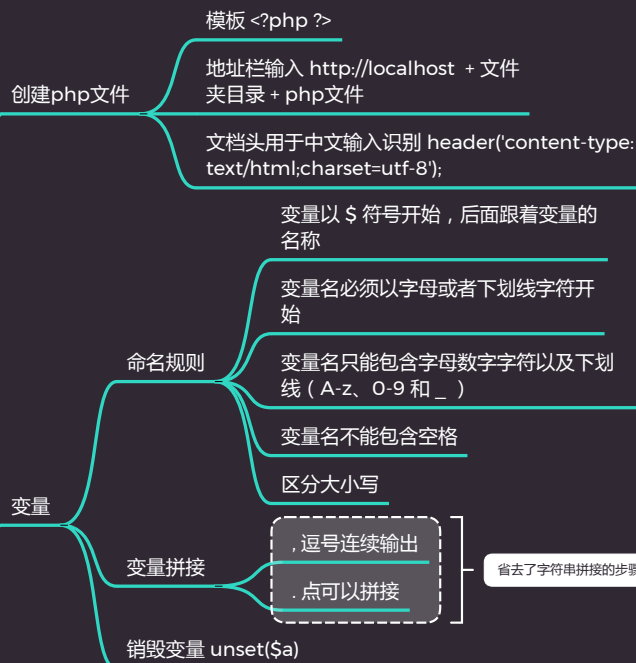 模板 <?php ?>
创建php文件
地址栏输入 http://localhost + 文件
夹目录 + php文件
文档头用于中文输入识别 header('content-type:
text/html;charset=utf-8');
变量以 $ 符号开始，后面跟着变量的
名称
变量名必须以字母或者下划线字符开
始
命名规则
变量名只能包含字母数字字符以及下划
线（ A-z、0-9 和 _ ）
变量名不能包含空格
区分大小写
变量
变量拼接
, 逗号连续输出
. 点可以拼接
省去了字符串拼接的步骤
销毁变量 unset($a)